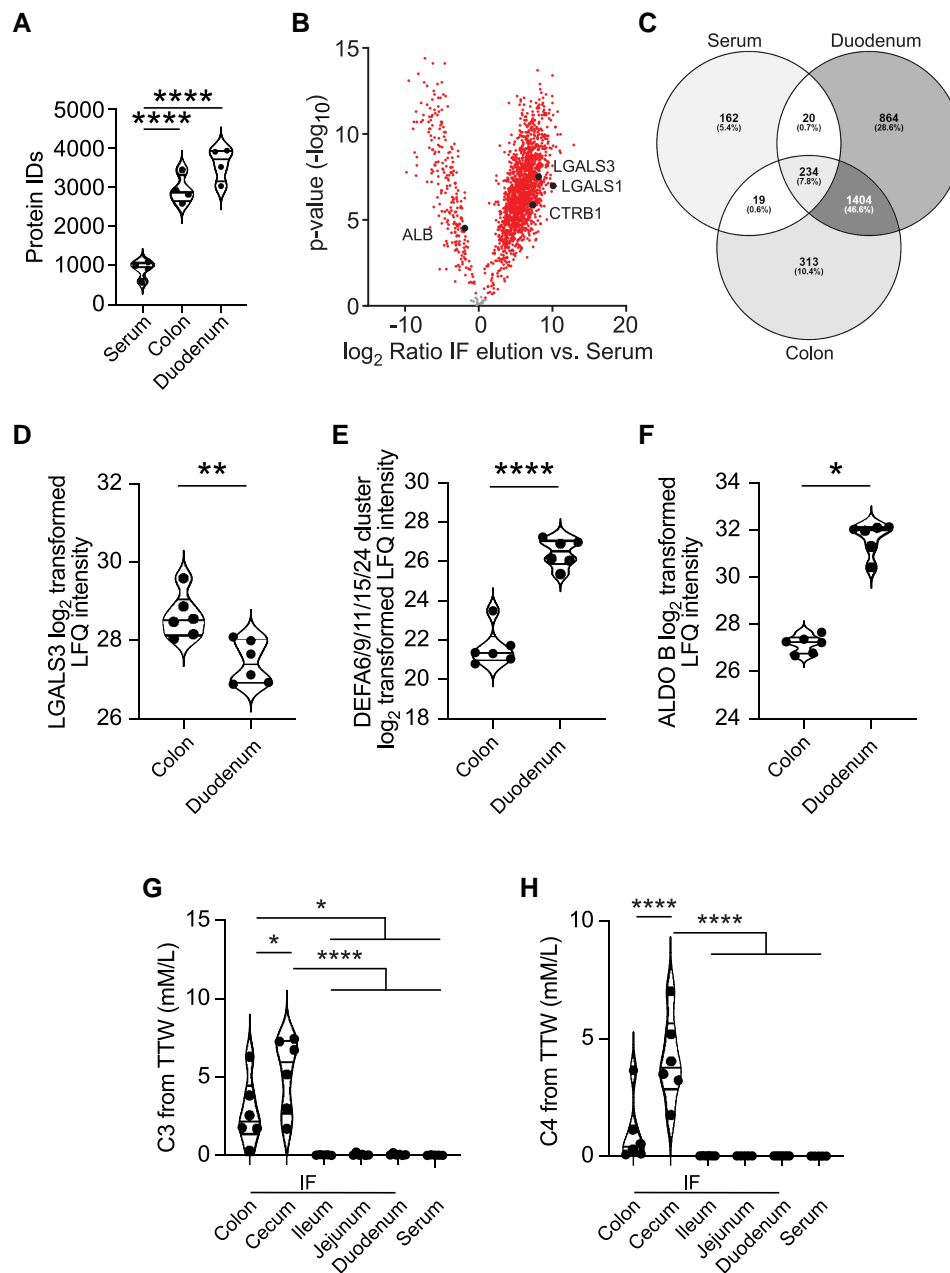 A
Protein IDs
5000
4000
3000
2000
1000
0
****
****
Serum
Colon
Duodenum
B
p-value (-log10)
15
10
5
0
-10
0
10
20
log2 Ratio IF elution vs. Serum
LGALS3
LGALS1
CTRB1
ALB
C
Serum
Duodenum
162
(5.4%)
20
(0.7%)
864
(28.6%)
234
(7.8%)
19
(0.6%)
1404
(46.6%)
313
(10.4%)
Colon
D
LGALS3 log2 transformed
LFQ intensity
32
30
28
26
**
Colon
Duodenum
E
DEFA6/9/11/15/24 cluster
log2 transformed LFQ intensity
30
28
26
24
22
20
18
****
Colon
Duodenum
F
ALDO B log2 transformed
LFQ intensity
34
32
30
28
26
24
*
Colon
Duodenum
G
C3 from TTW (mM/L)
15
10
5
0
*
*
****
Colon
Cecum
Ileum
Jejunum
Duodenum
Serum
IF
H
C4 from TTW (mM/L)
10
5
0
****
****
Colon
Cecum
Ileum
Jejunum
Duodenum
Serum
IF